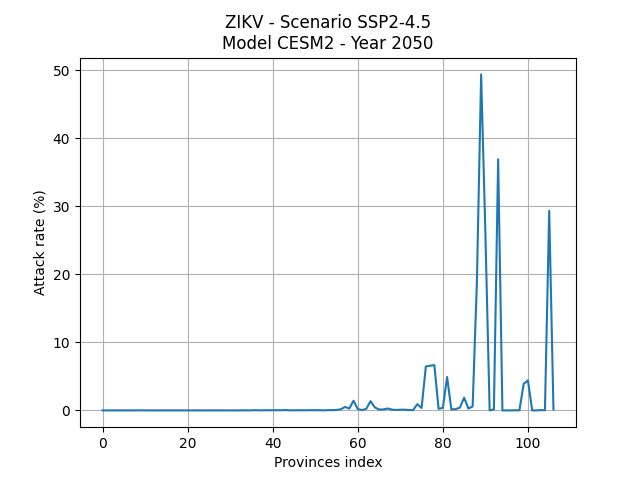 ZIKV - Scenario SSP2-4.5
Model CESM2 - Year 2050
50
40
30
20
10
0
Attack rate (%)
0 20 40 60 80 100
Provinces index